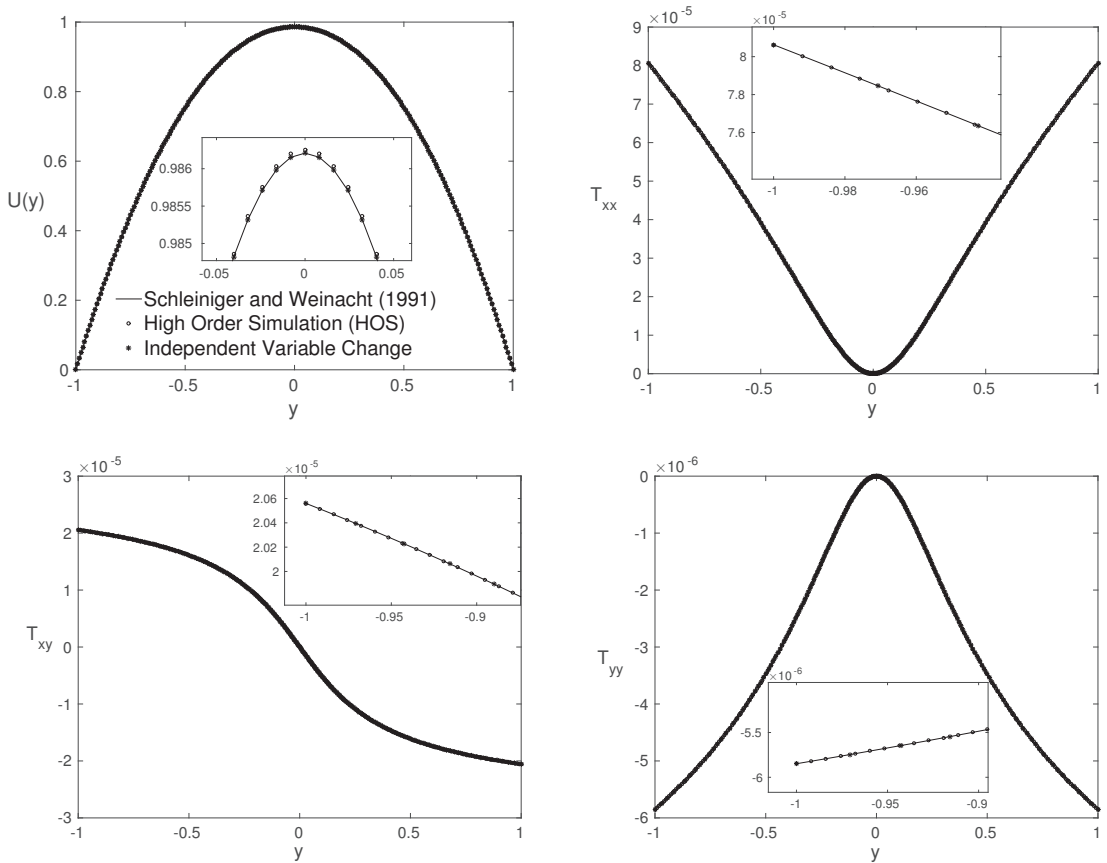 1
0.8
0.6
0.4
0.2
0
U(y)
-1 -0.5 0 0.5 1
y
0.986
0.9855
0.985
-0.05 0 0.05
Schleiniger and Weinacht (1991)
High Order Simulation (HOS)
Independent Variable Change
×10 -5
9
8
7
6
5
4
3
2
1
0
T xx
-1 -0.5 0 0.5 1
y
×10 -5
8
7.8
7.6
-1 -0.98 -0.96
×10 -5
3
2
1
0
-1
-2
-3
T xy
-1 -0.5 0 0.5 1
y
×10 -5
2.06
2.04
2.02
2
-1 -0.95 -0.9
×10 -6
0
-1
-2
-3
-4
-5
-6
T yy
-1 -0.5 0 0.5 1
y
×10 -6
-5.5
-6
-1 -0.95 -0.9